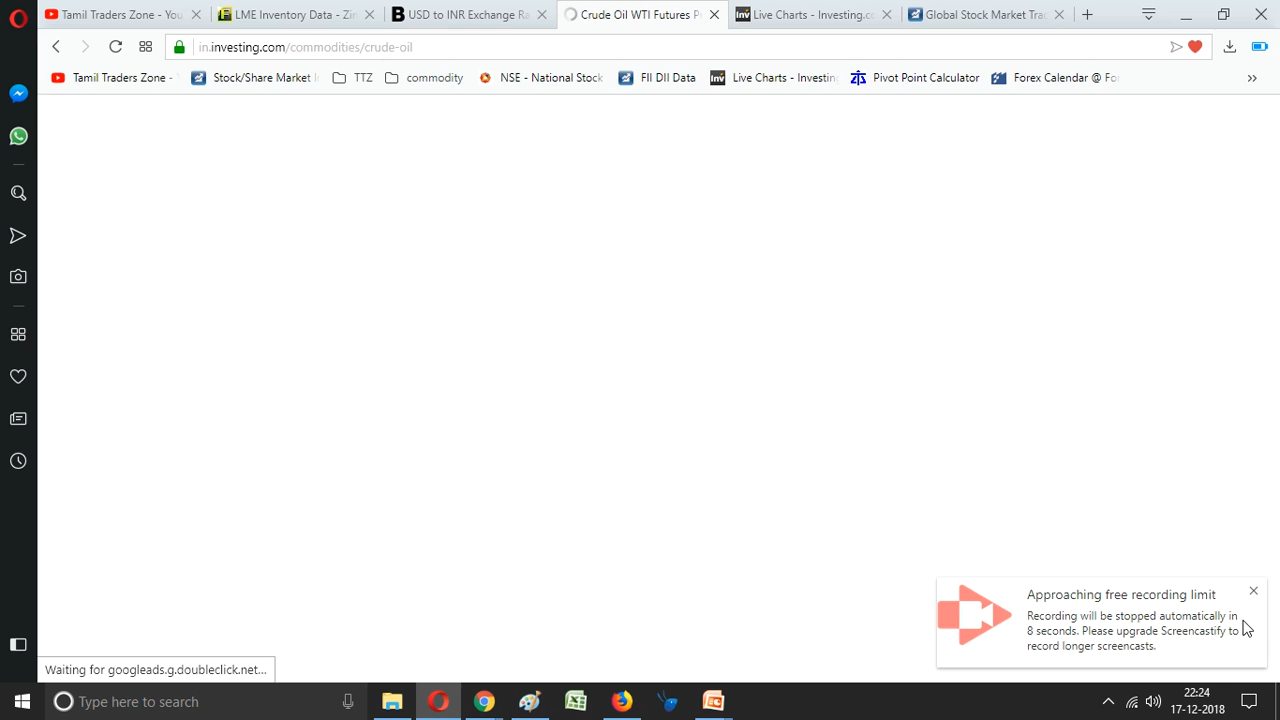 Tamil Traders Zone - You
LME Inventory Data - Zin
USD to INR Exchange Ra
Crude Oil WTI Futures P
Live Charts - Investing.co
Global Stock Market Trac
in.investing.com/commodities/crude-oil
Tamil Traders Zone -
Stock/Share Market I
TTZ
commodity
NSE - National Stock
FII DII Data
Inv
Live Charts - Investin
Pivot Point Calculator
Forex Calendar @ Fo
Approaching free recording limit
Recording will be stopped automatically in
8 seconds. Please upgrade Screencastify to
record longer screencasts.
Waiting for googleads.g.doubleclick.net...
Type here to search
22:24
17-12-2018